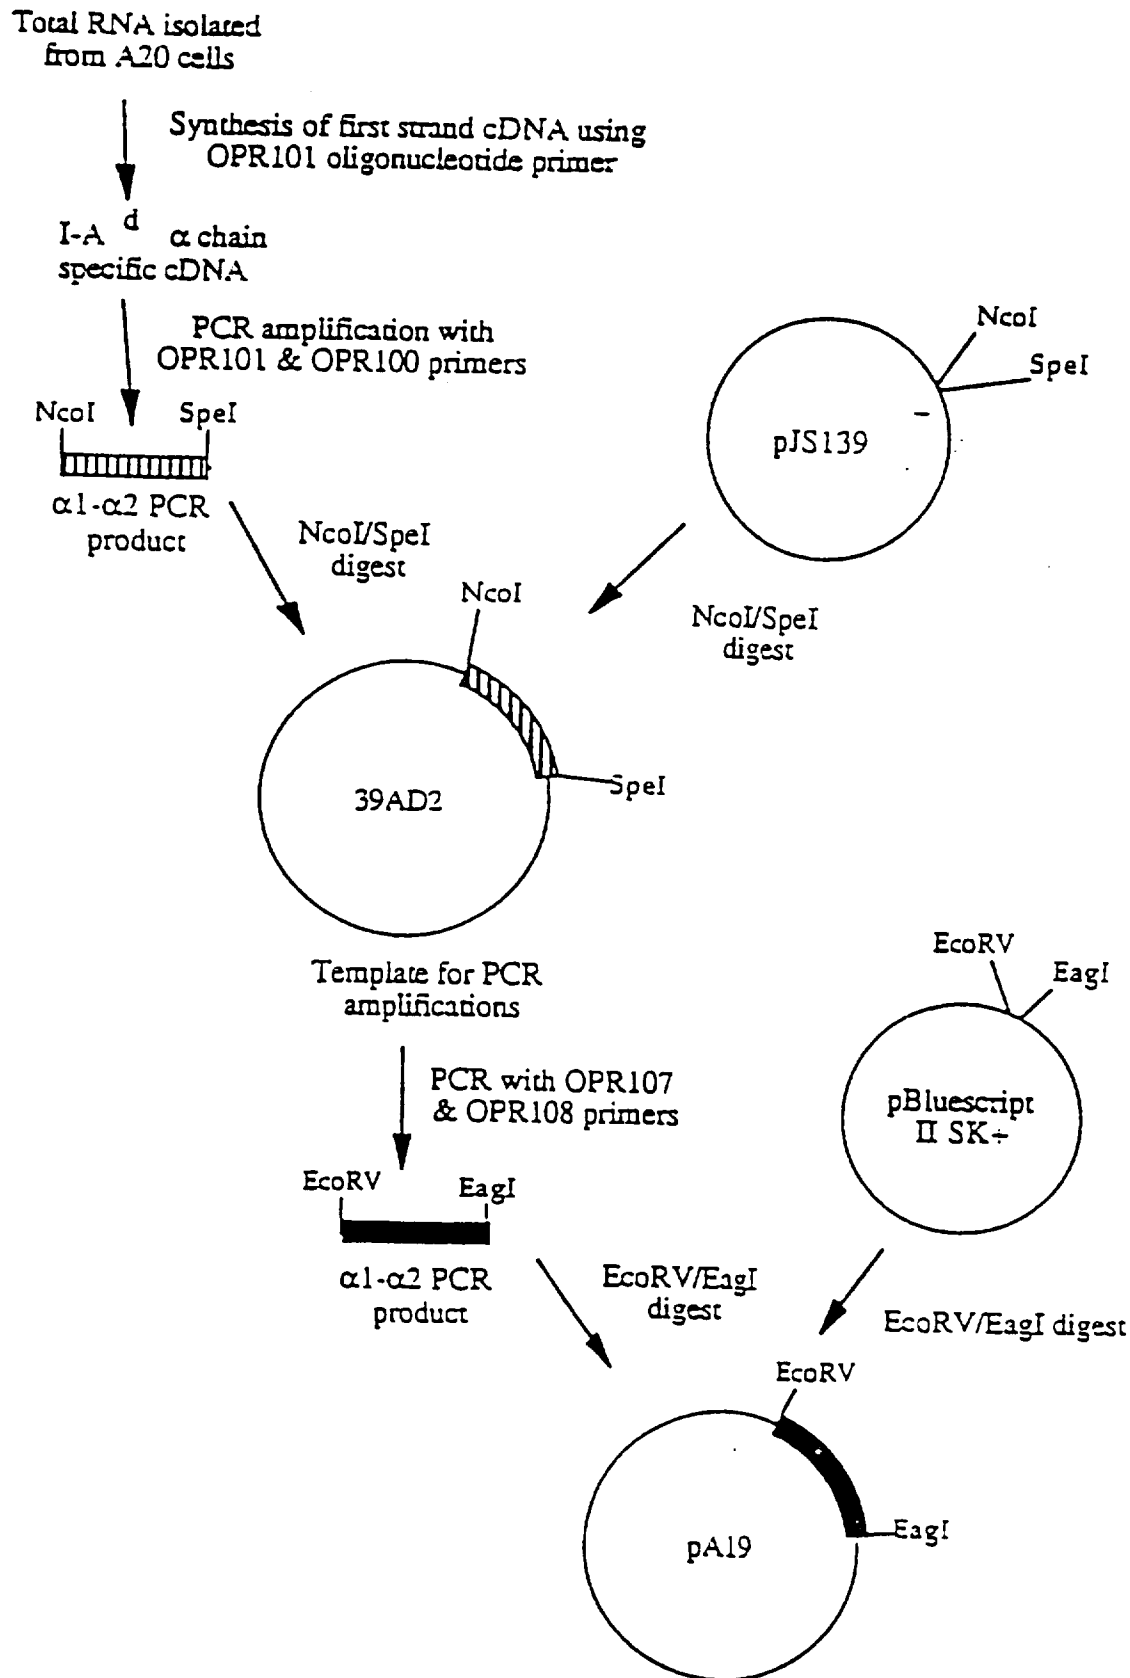 Total RNA isolated
from A20 cells
Synthesis of first strand cDNA using
OPR101 oligonucleotide primer
I-A d α chain
specific cDNA
PCR amplification with
OPR101 & OPR100 primers
NcoI
SpeI
NcoI
SpeI
pJS139
α1-α2 PCR
product
NcoI/SpeI
digest
NcoI
NcoI/SpeI
digest
SpeI
39AD2
Template for PCR
amplifications
EcoRV
EagI
PCR with OPR107
& OPR108 primers
pBluescript
II SK+
EcoRV
EagI
α1-α2 PCR
product
EcoRV/EagI
digest
EcoRV/EagI digest
EcoRV
EagI
pA19